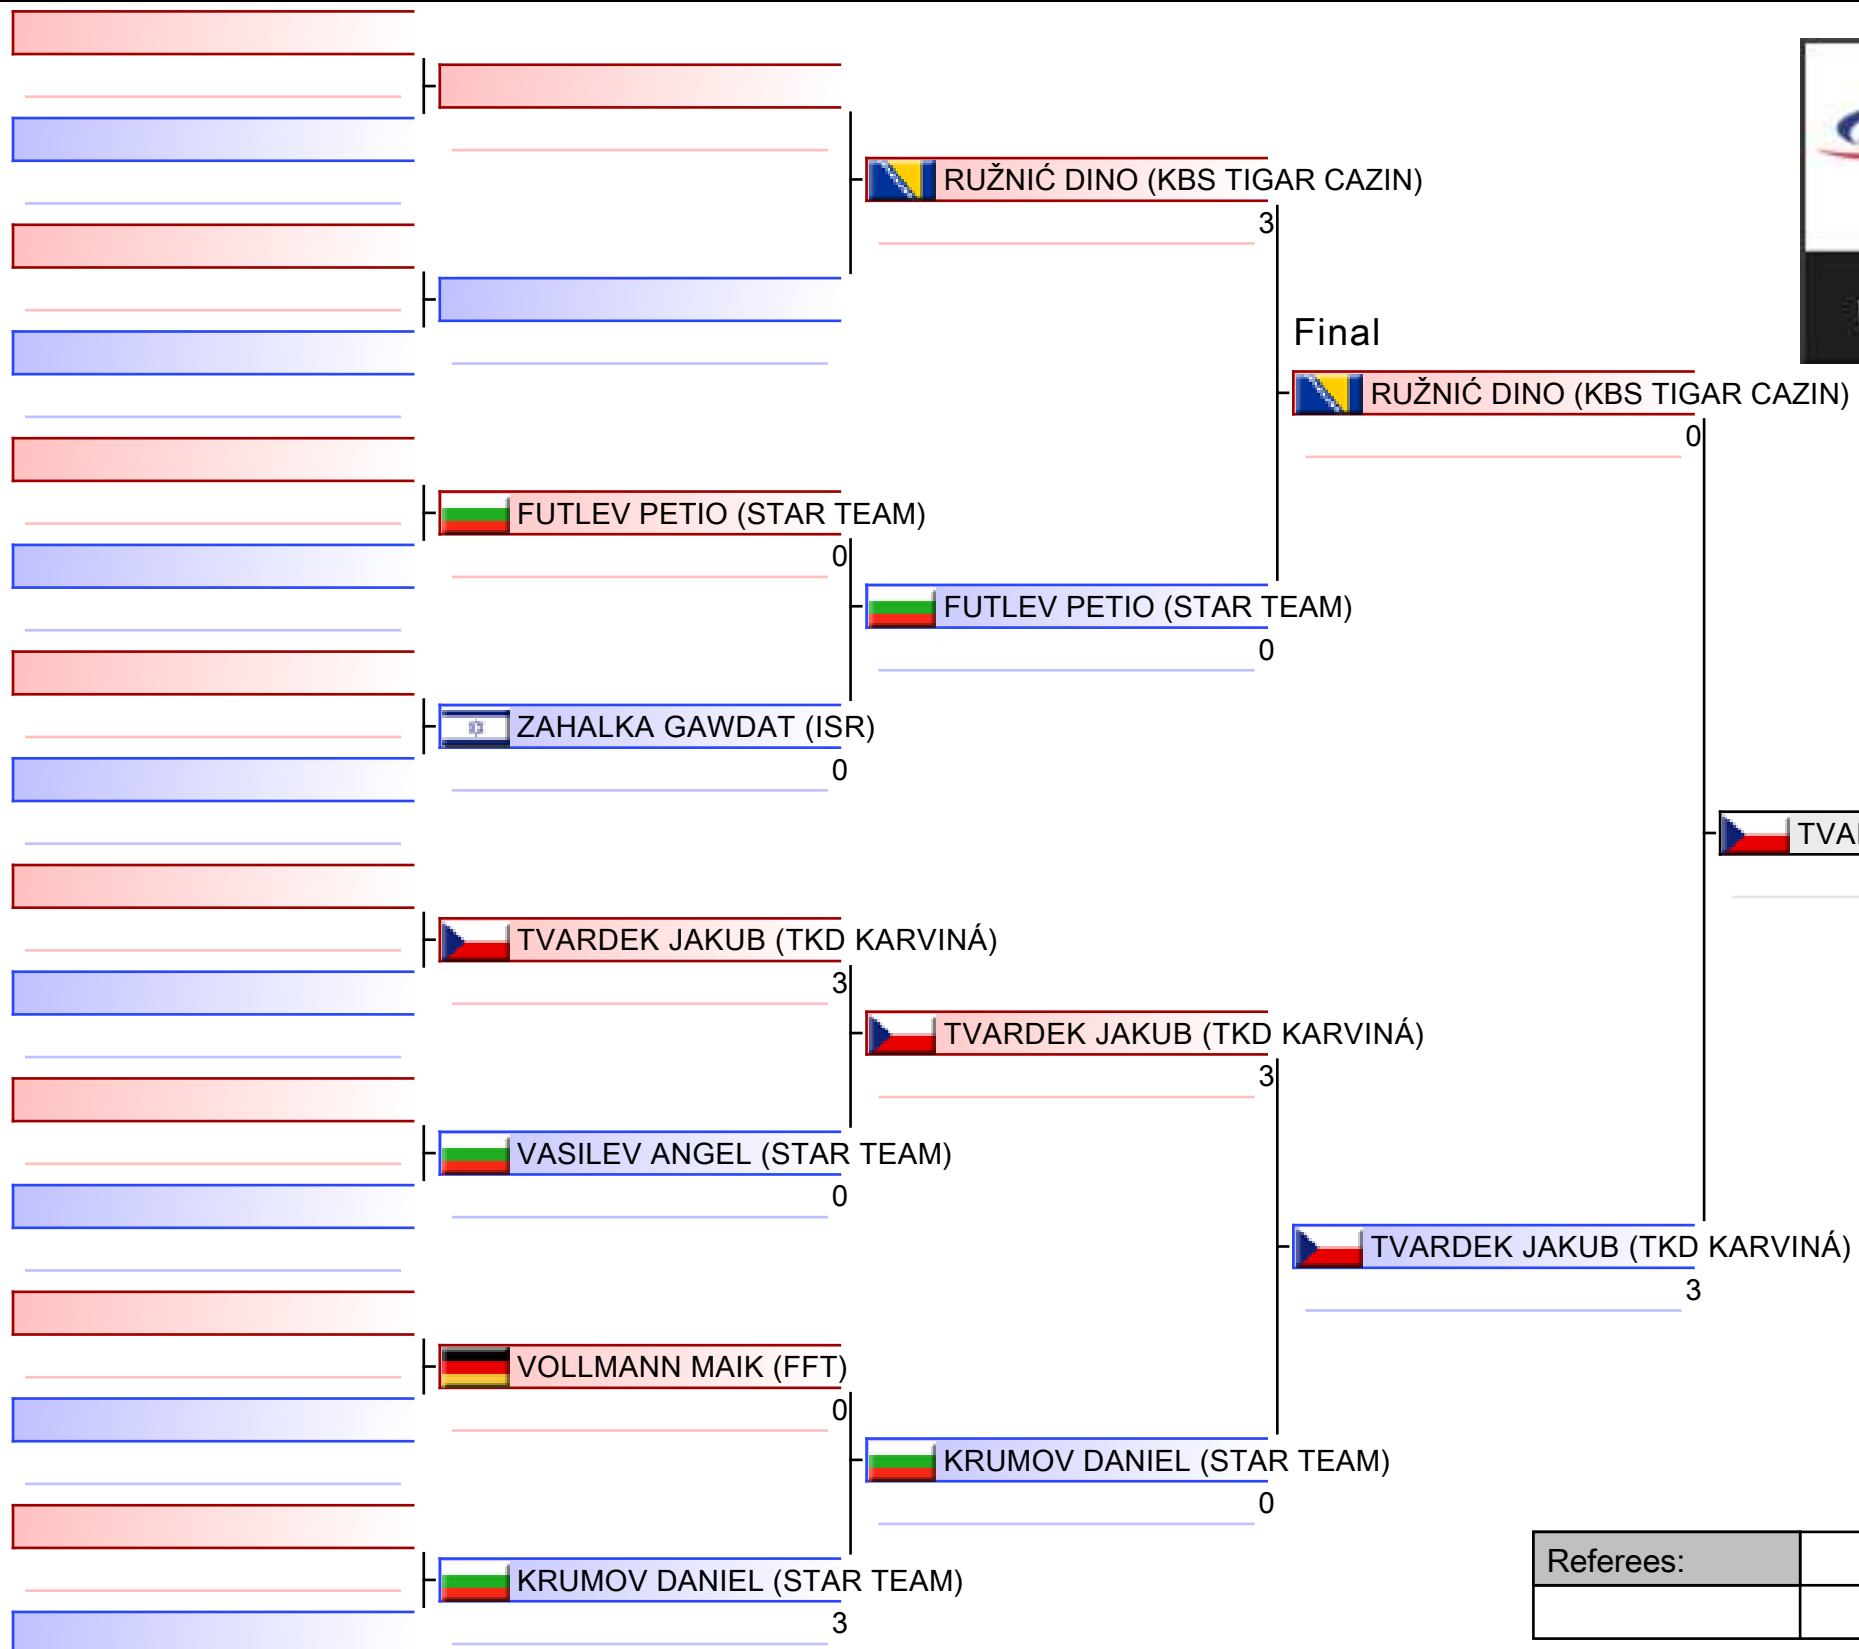 RUŽNIĆ DINO (KBS TIGAR CAZIN)
3
Final
RUŽNIĆ DINO (KBS TIGAR CAZIN)
0
FUTLEV PETIO (STAR TEAM)
0
FUTLEV PETIO (STAR TEAM)
0
ZAHALKA GAWDAT (ISR)
0
TVARDEK JAKUB (TKD KARVINÁ)
3
TVARDEK JAKUB (TKD KARVINÁ)
3
VASILEV ANGEL (STAR TEAM)
0
TVARDEK JAKUB (TKD KARVINÁ)
3
VOLLMANN MAIK (FFT)
0
KRUMOV DANIEL (STAR TEAM)
0
KRUMOV DANIEL (STAR TEAM)
3
Referees: